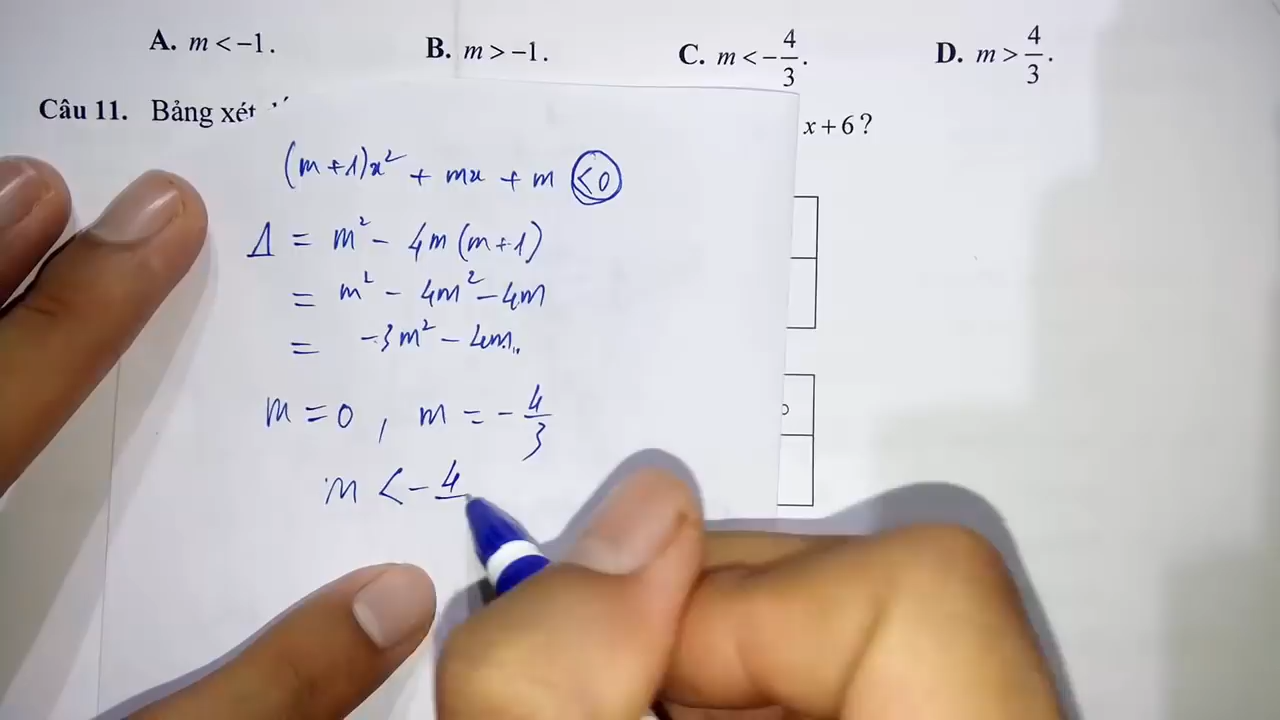 A. m < −1. B. m > −1. C. m < −4/3. D. m > 4/3.
Câu 11. Bảng xét x + 6 ?
(m+1)x² + mx + m < 0
Δ = m² − 4m(m+1)
= m² − 4m² − 4m
= −3m² − 4m
m = 0 , m = −4/3
m < −4